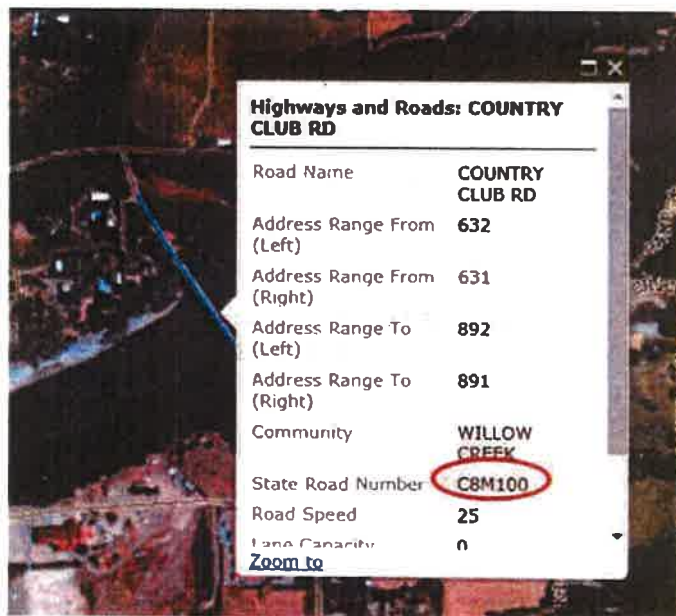 Highways and Roads: COUNTRY
CLUB RD
Road Name COUNTRY
CLUB RD
Address Range From 632
(Left)
Address Range From 631
(Right)
Address Range To 892
(Left)
Address Range To 891
(Right)
Community WILLOW
CREEK
State Road Number C8M100
Road Speed 25
Lane Capacity 0
Zoom to